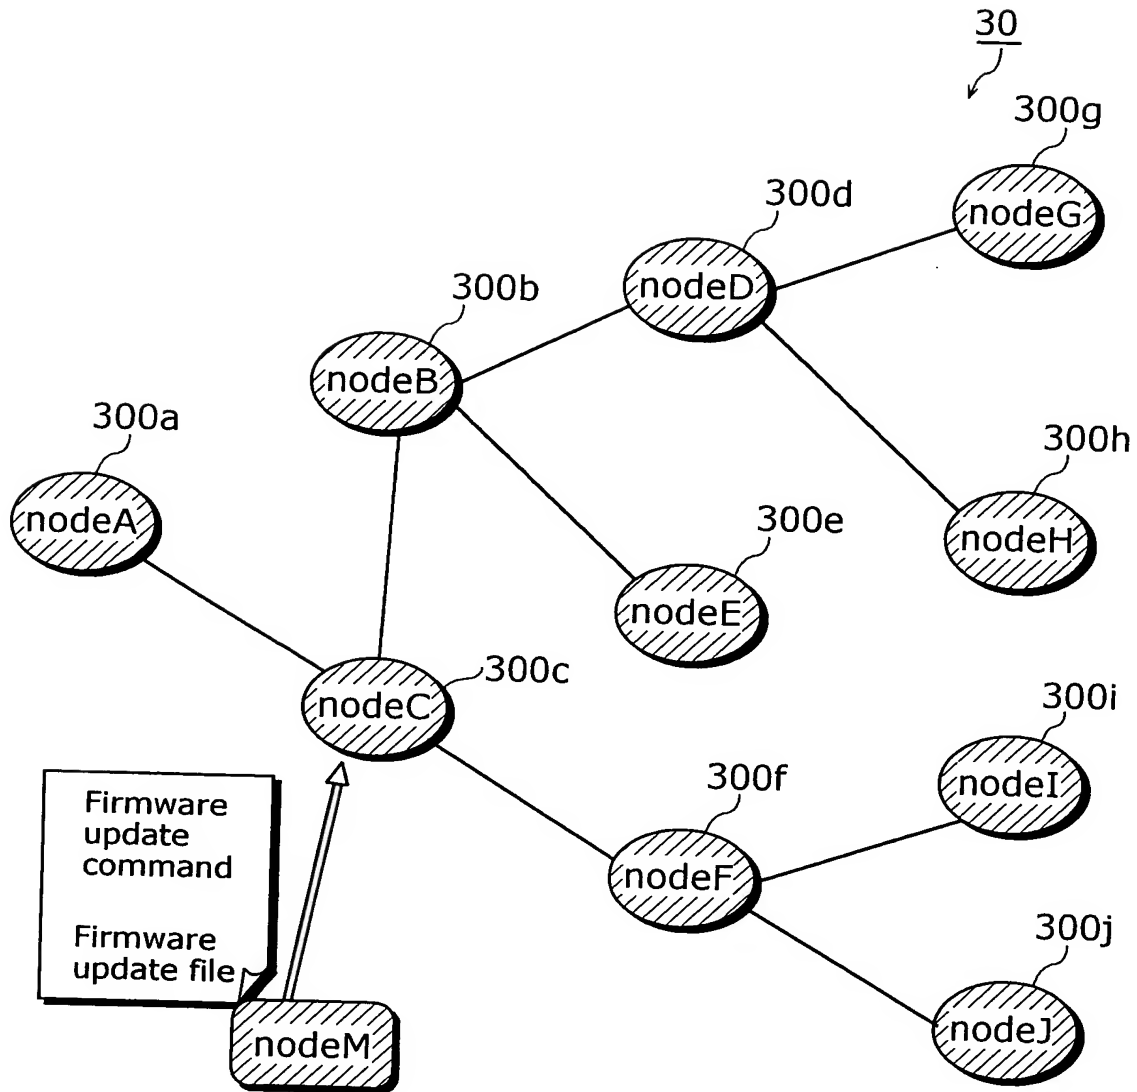 30
300g
nodeG
300d
nodeD
300b
nodeB
300a
nodeA
300h
nodeH
300e
nodeE
300c
nodeC
300i
nodeI
300f
nodeF
300j
nodeJ
Firmware
update
command
Firmware
update file
nodeM